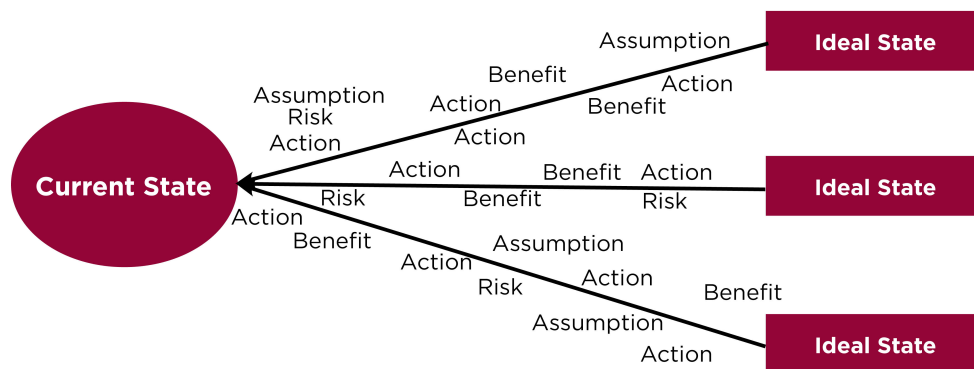 Ideal State
Assumption
Benefit
Action
Assumption
Action
Benefit
Risk
Action
Action
Current State
Action
Benefit
Action
Ideal State
Risk
Benefit
Risk
Action
Benefit
Assumption
Action
Action
Risk
Benefit
Assumption
Action
Ideal State